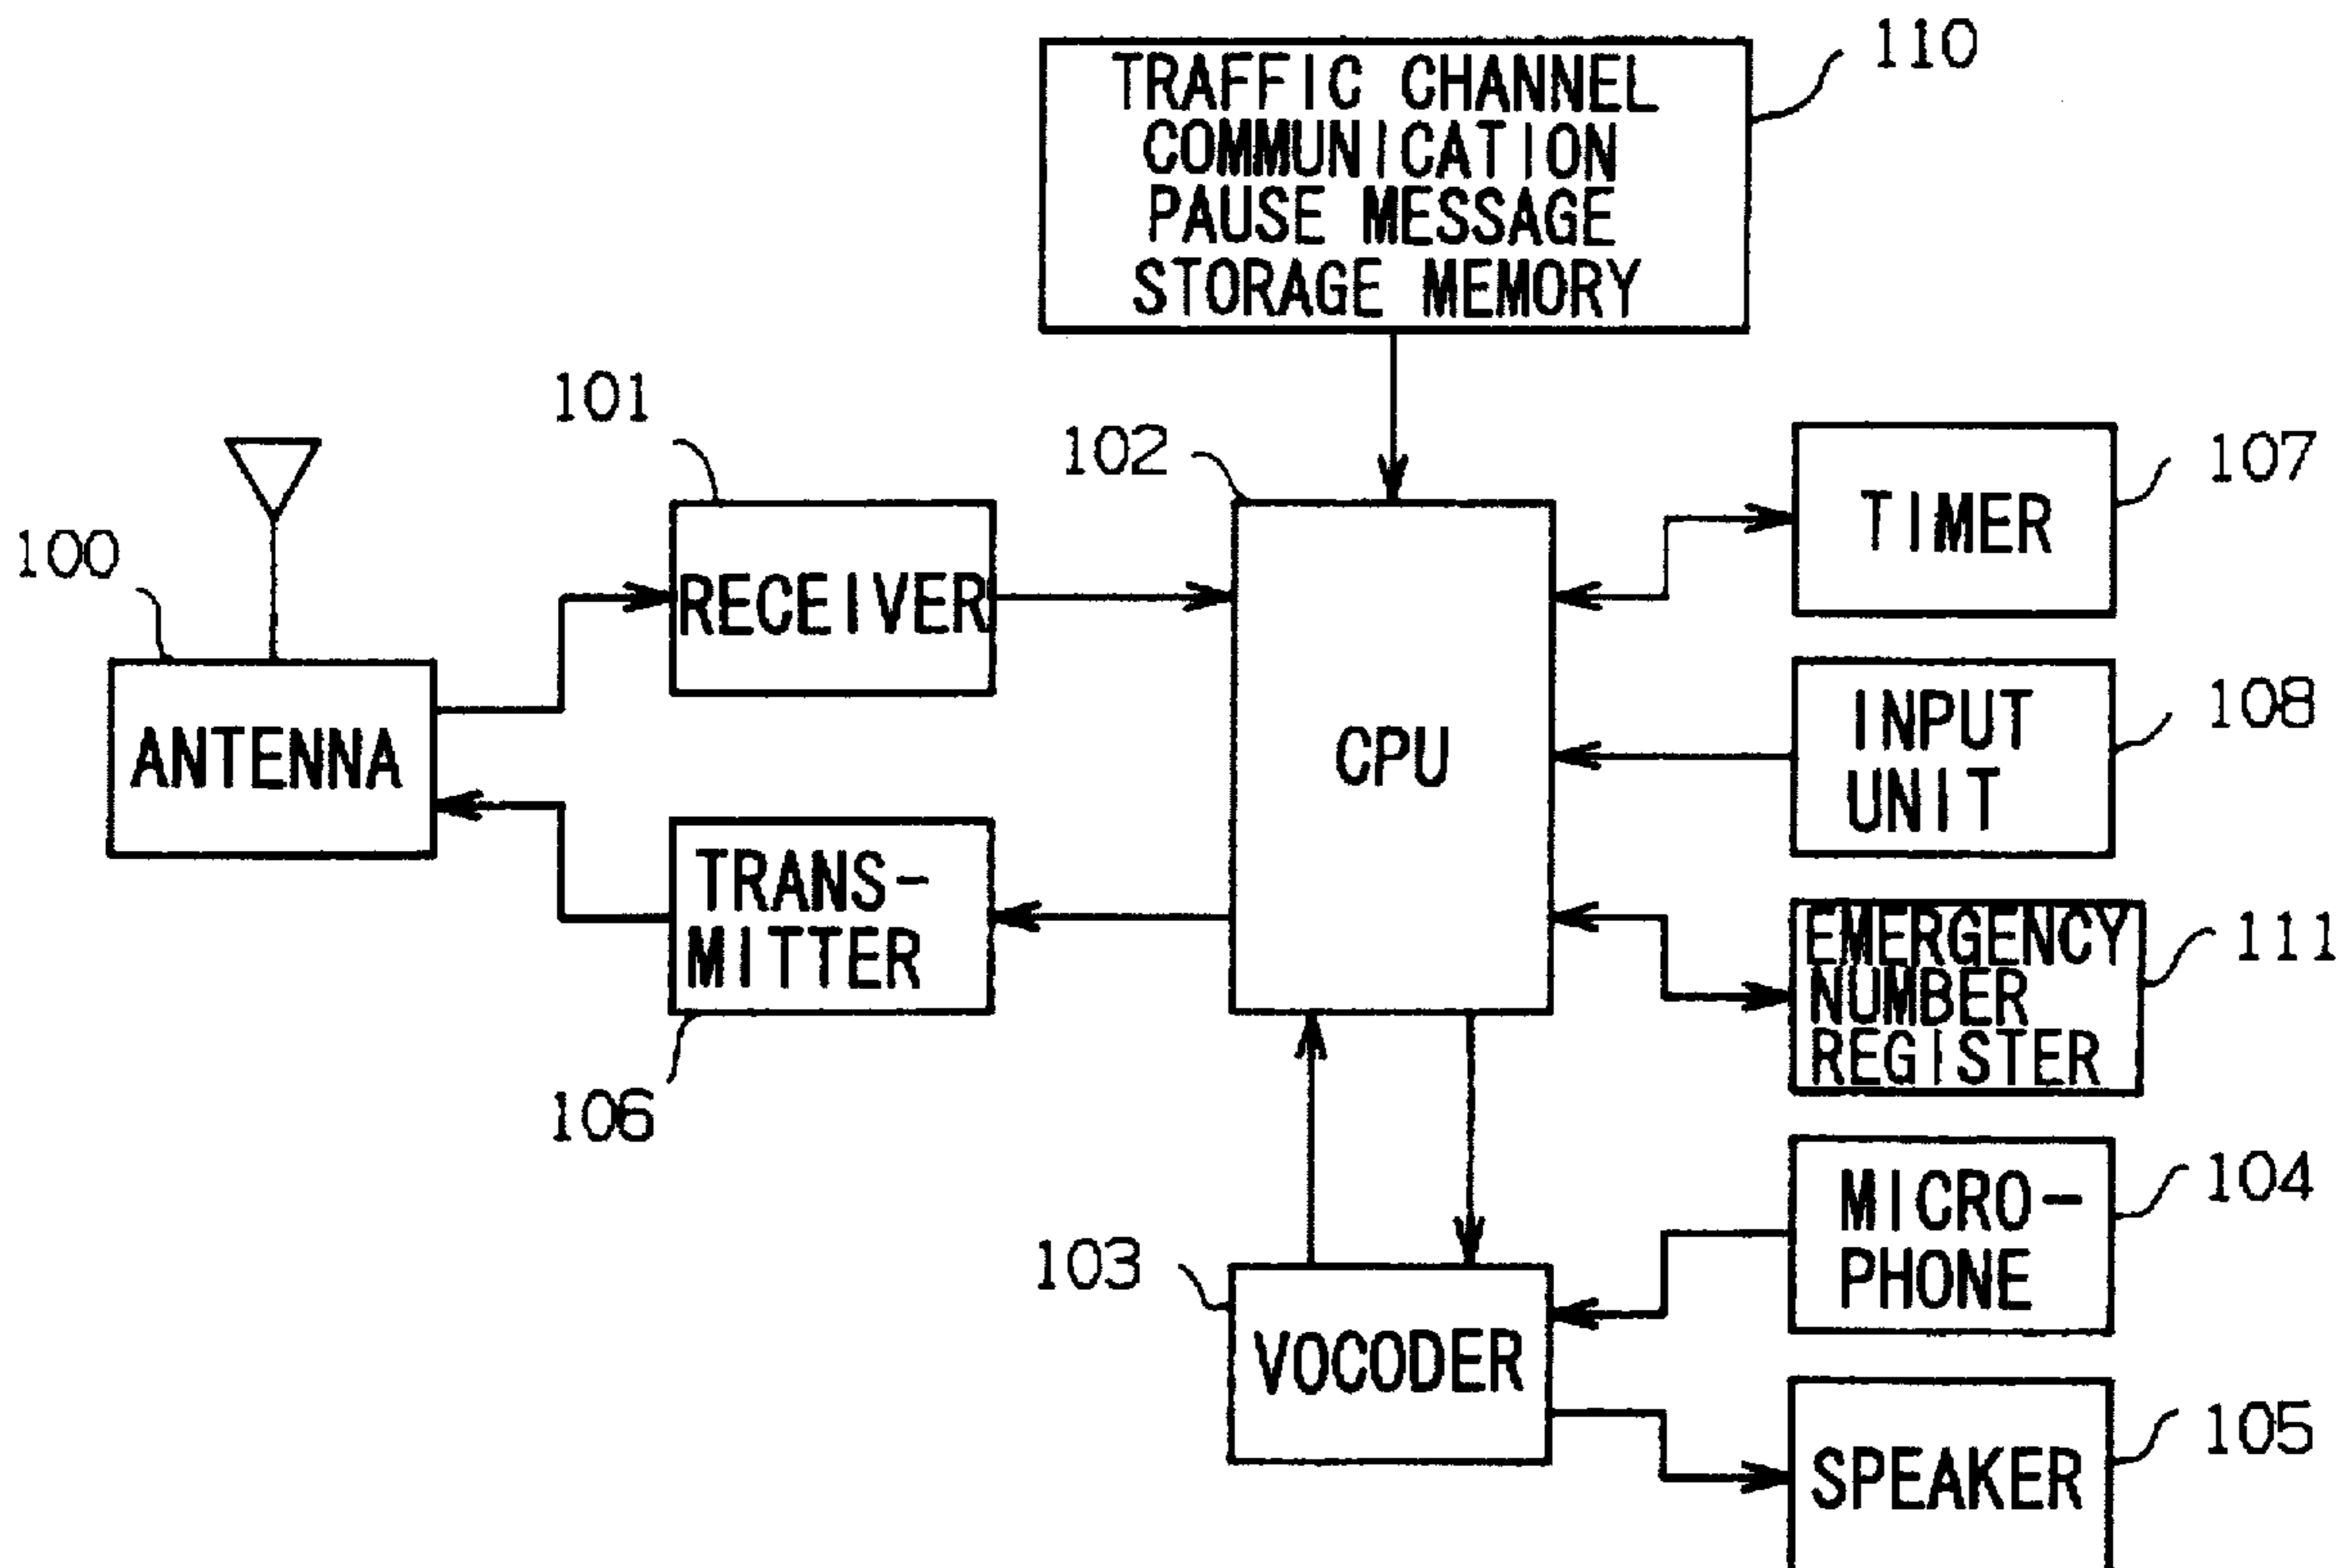 110
TRAFFIC CHANNEL
COMMUNICATION
PAUSE MESSAGE
STORAGE MEMORY
101
102
107
TIMER
100
RECEIVER
108
INPUT
UNIT
ANTENNA
CPU
TRANS-
MITTER
106
111
EMERGENCY
NUMBER
REGISTER
104
MICRO-
PHONE
103
VOCODER
105
SPEAKER